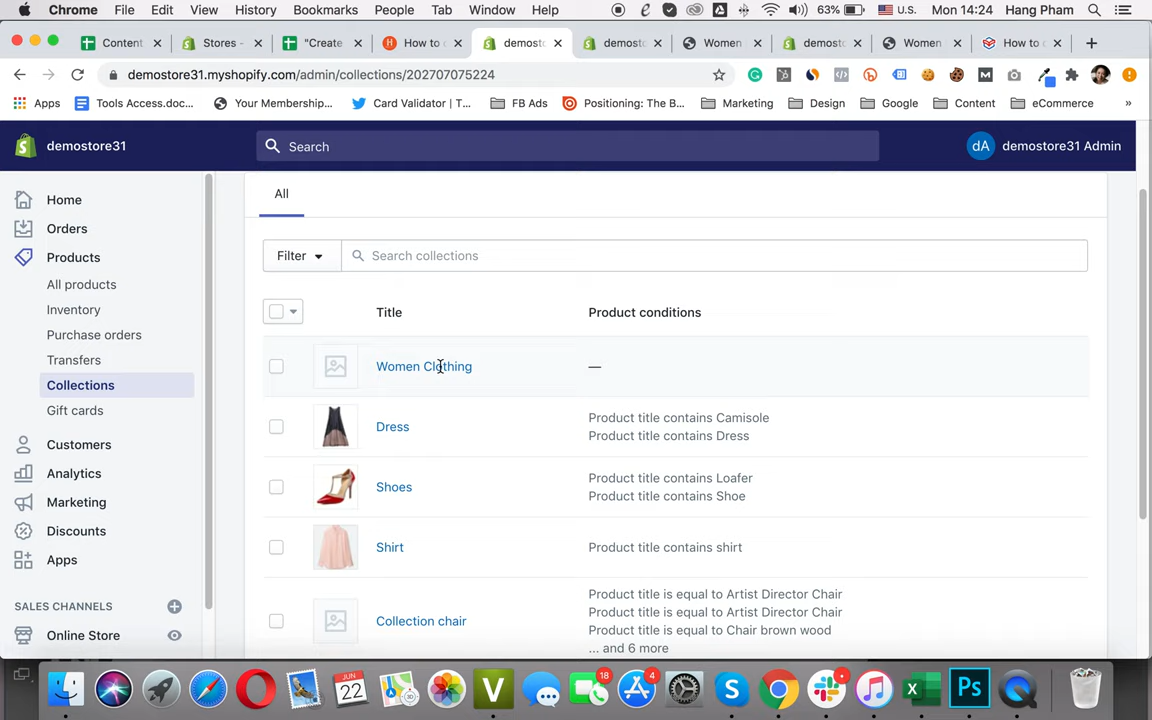 Chrome File Edit View History Bookmarks People Tab Window Help 63% U.S. Mon 14:24 Hang Pham
Content Stores - "Create How to c demost demost Women demost Women How to c
demostore31.myshopify.com/admin/collections/202707075224
Apps Tools Access.doc... Your Membership... Card Validator | T... FB Ads Positioning: The B... Marketing Design Google Content eCommerce »
demostore31 Search dA demostore31 Admin
All
Home
Orders
Products
All products
Inventory
Purchase orders
Transfers
Collections
Gift cards
Customers
Analytics
Marketing
Discounts
Apps
SALES CHANNELS
Online Store
Filter Search collections
Title Product conditions
Women Clothing —
Dress Product title contains Camisole
Product title contains Dress
Shoes Product title contains Loafer
Product title contains Shoe
Shirt Product title contains shirt
Collection chair Product title is equal to Artist Director Chair
Product title is equal to Artist Director Chair
Product title is equal to Chair brown wood
... and 6 more
JUN 22 18 4
Ps